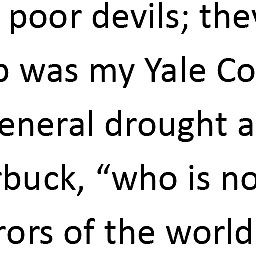 poor devils; they
was my Yale Co
eneral drought a
rbuck, “who is no
rors of the world